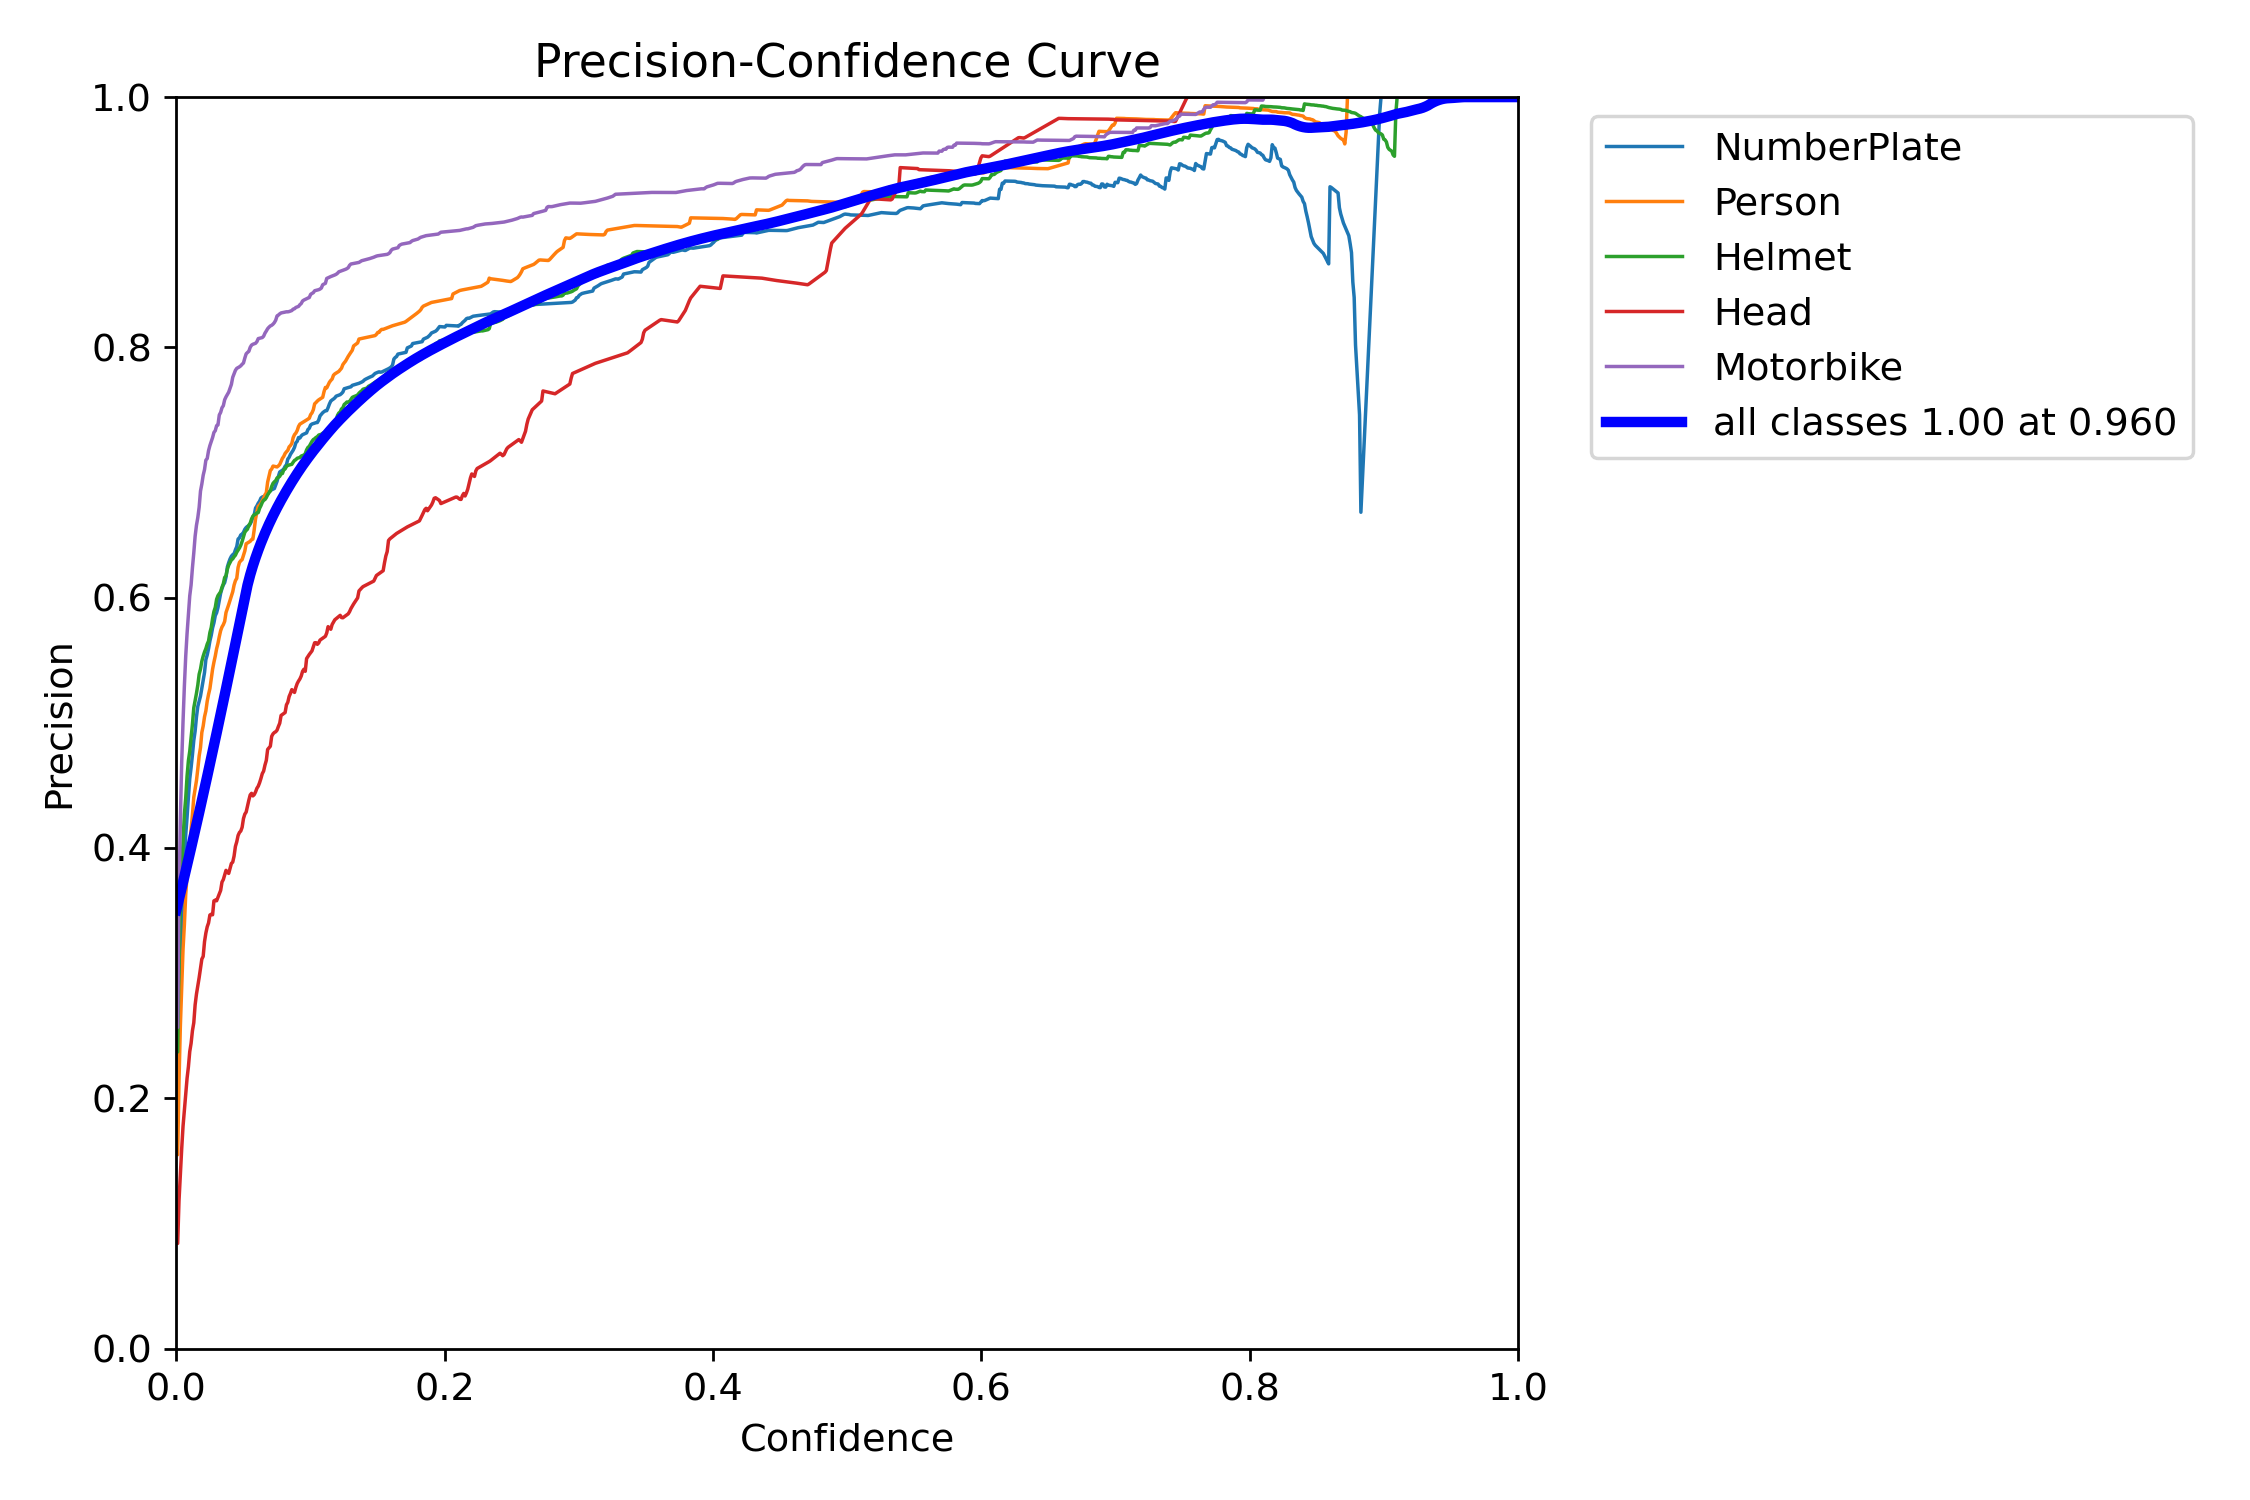 Precision-Confidence Curve
1.0
0.8
0.6
0.4
0.2
0.0
Precision
0.0 0.2 0.4 0.6 0.8 1.0
Confidence
NumberPlate
Person
Helmet
Head
Motorbike
all classes 1.00 at 0.960